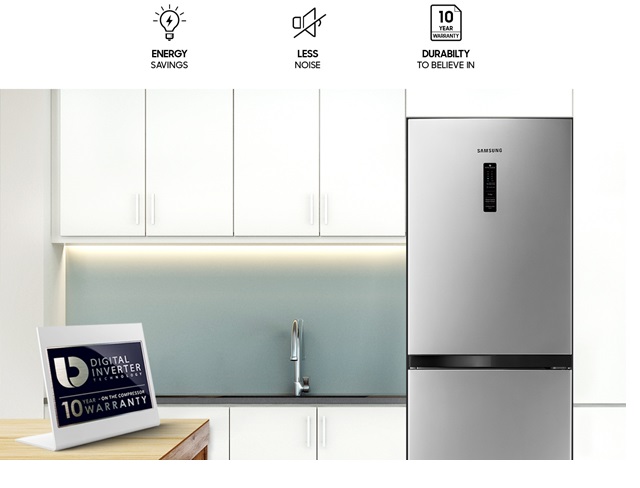 10
YEAR
WARRANTY
ENERGY
SAVINGS
LESS
NOISE
DURABILTY
TO BELIEVE IN
SAMSUNG
DIGITAL
INVERTER
TECHNOLOGY
10 YEAR - ON THE COMPRESSOR
WARRANTY